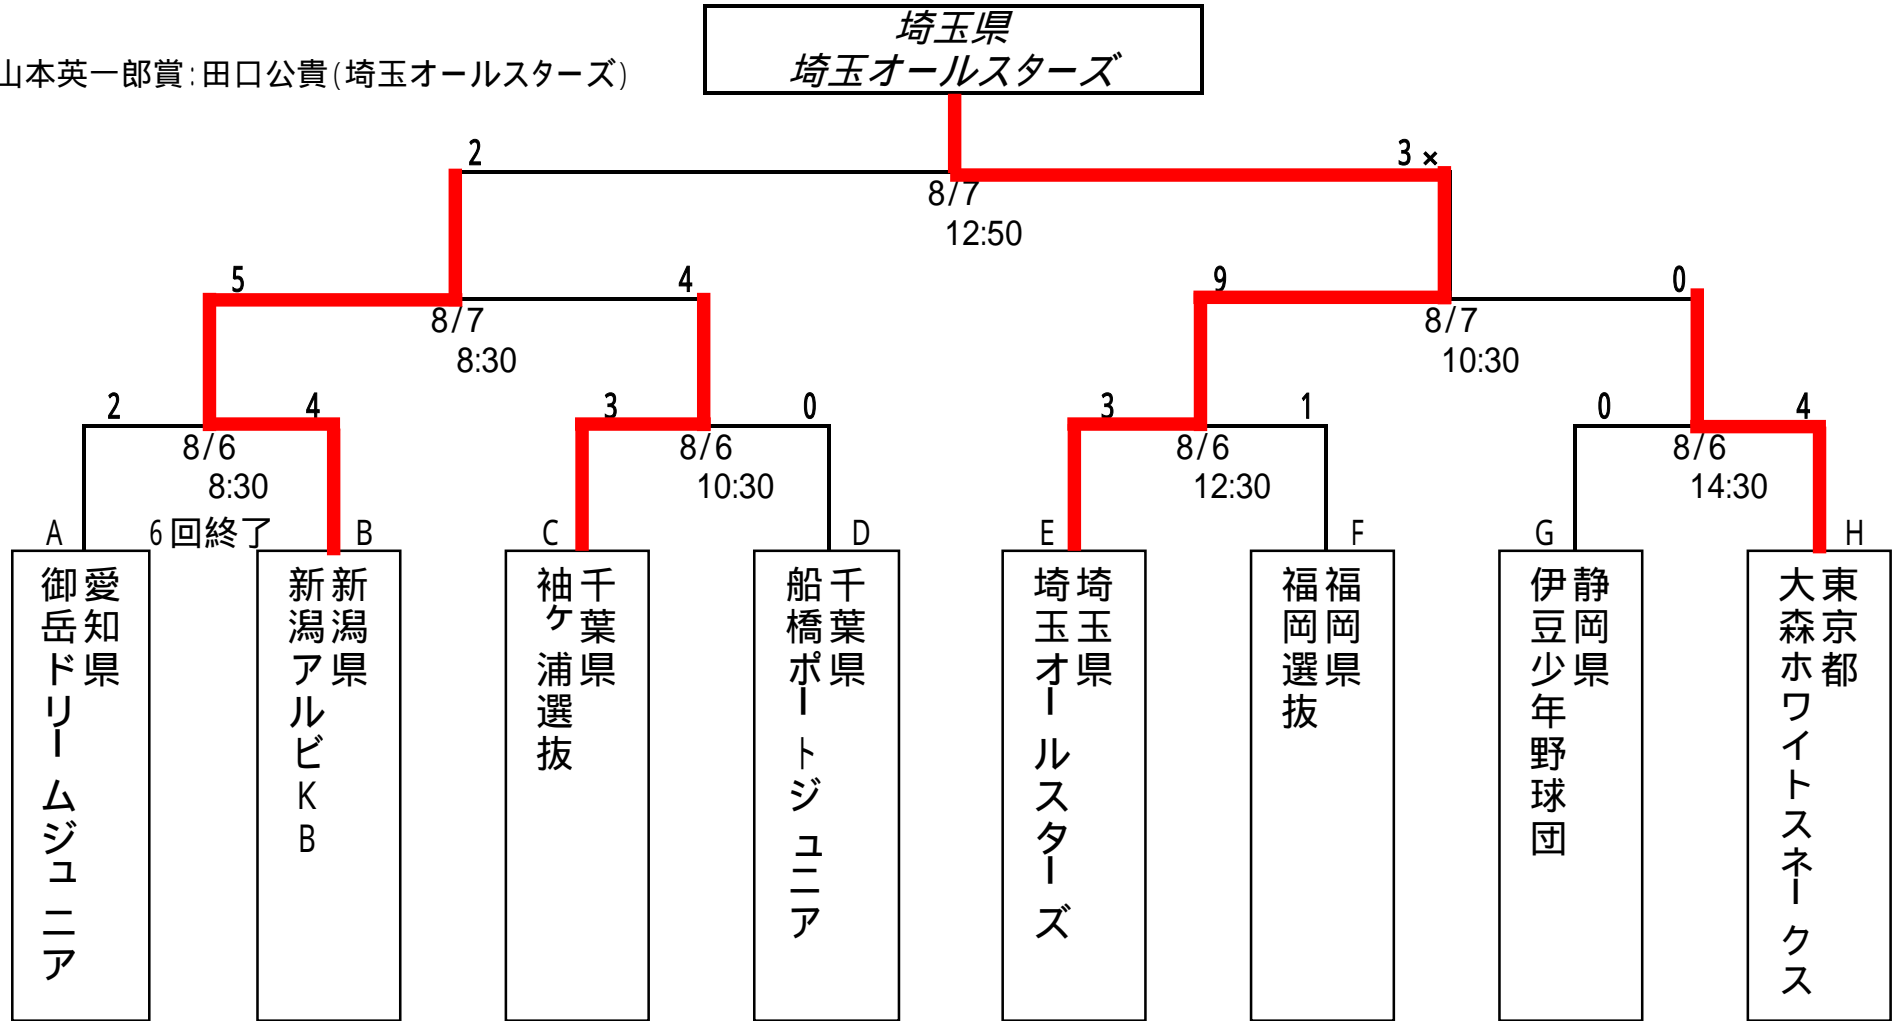 埼玉県
埼玉オールスターズ
山本英一郎賞:田口公貴(埼玉オールスターズ)
2
3×
8/7
12:50
5
4
9
0
8/7
8:30
8/7
10:30
2
4
3
0
3
1
0
4
8/6
8:30
8/6
10:30
8/6
12:30
8/6
14:30
6回終了
A
B
C
D
E
F
G
H
愛知県
御岳ドリームジュニア
新潟県
新潟アルビKB
千葉県
袖ケ浦選抜
千葉県
船橋ポートジュニア
埼玉県
埼玉オールスターズ
福岡県
福岡選抜
静岡県
伊豆少年野球団
東京都
大森ホワイトスネークス